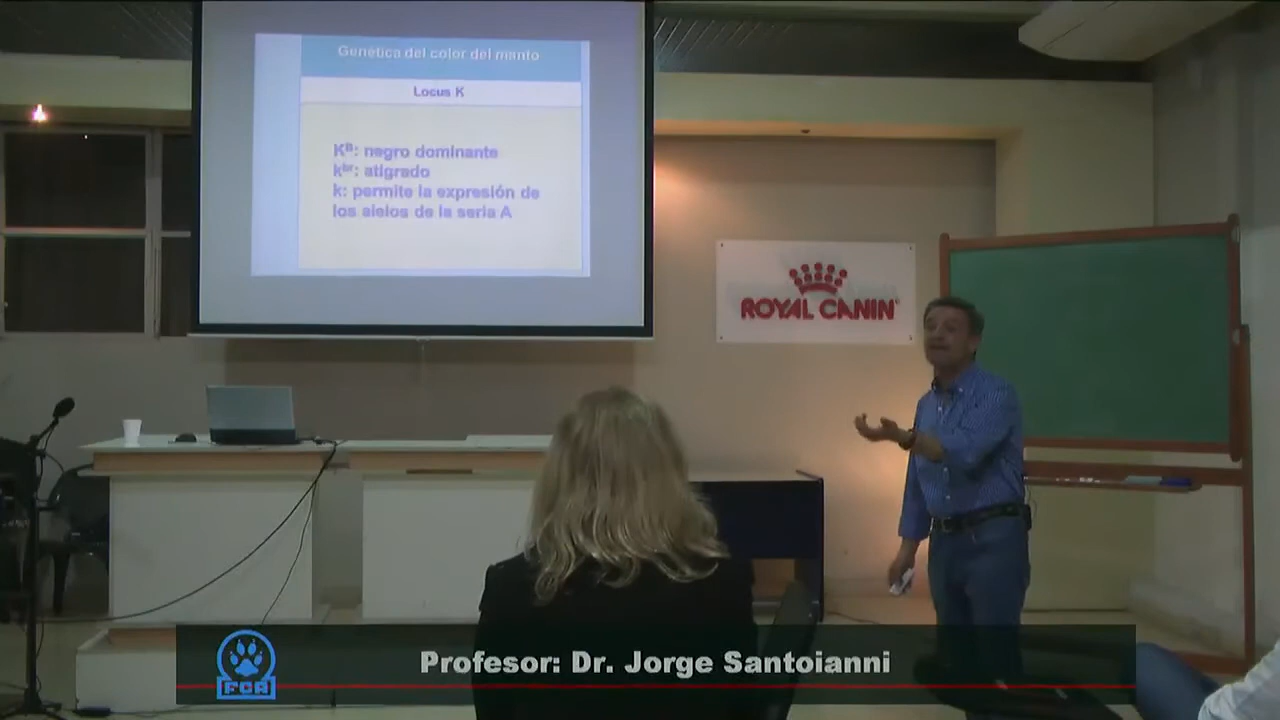 Genética del color del manto
Locus K
Kᴮ: negro dominante
kᵇʳ: atigrado
k: permite la expresión de
los alelos de la seria A
ROYAL CANIN
Profesor: Dr. Jorge Santoianni
FCA